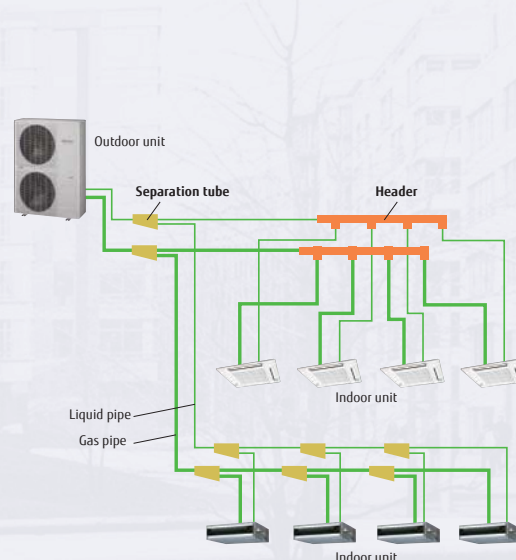 Outdoor unit
Separation tube
Header
Indoor unit
Liquid pipe
Gas pipe
Indoor unit